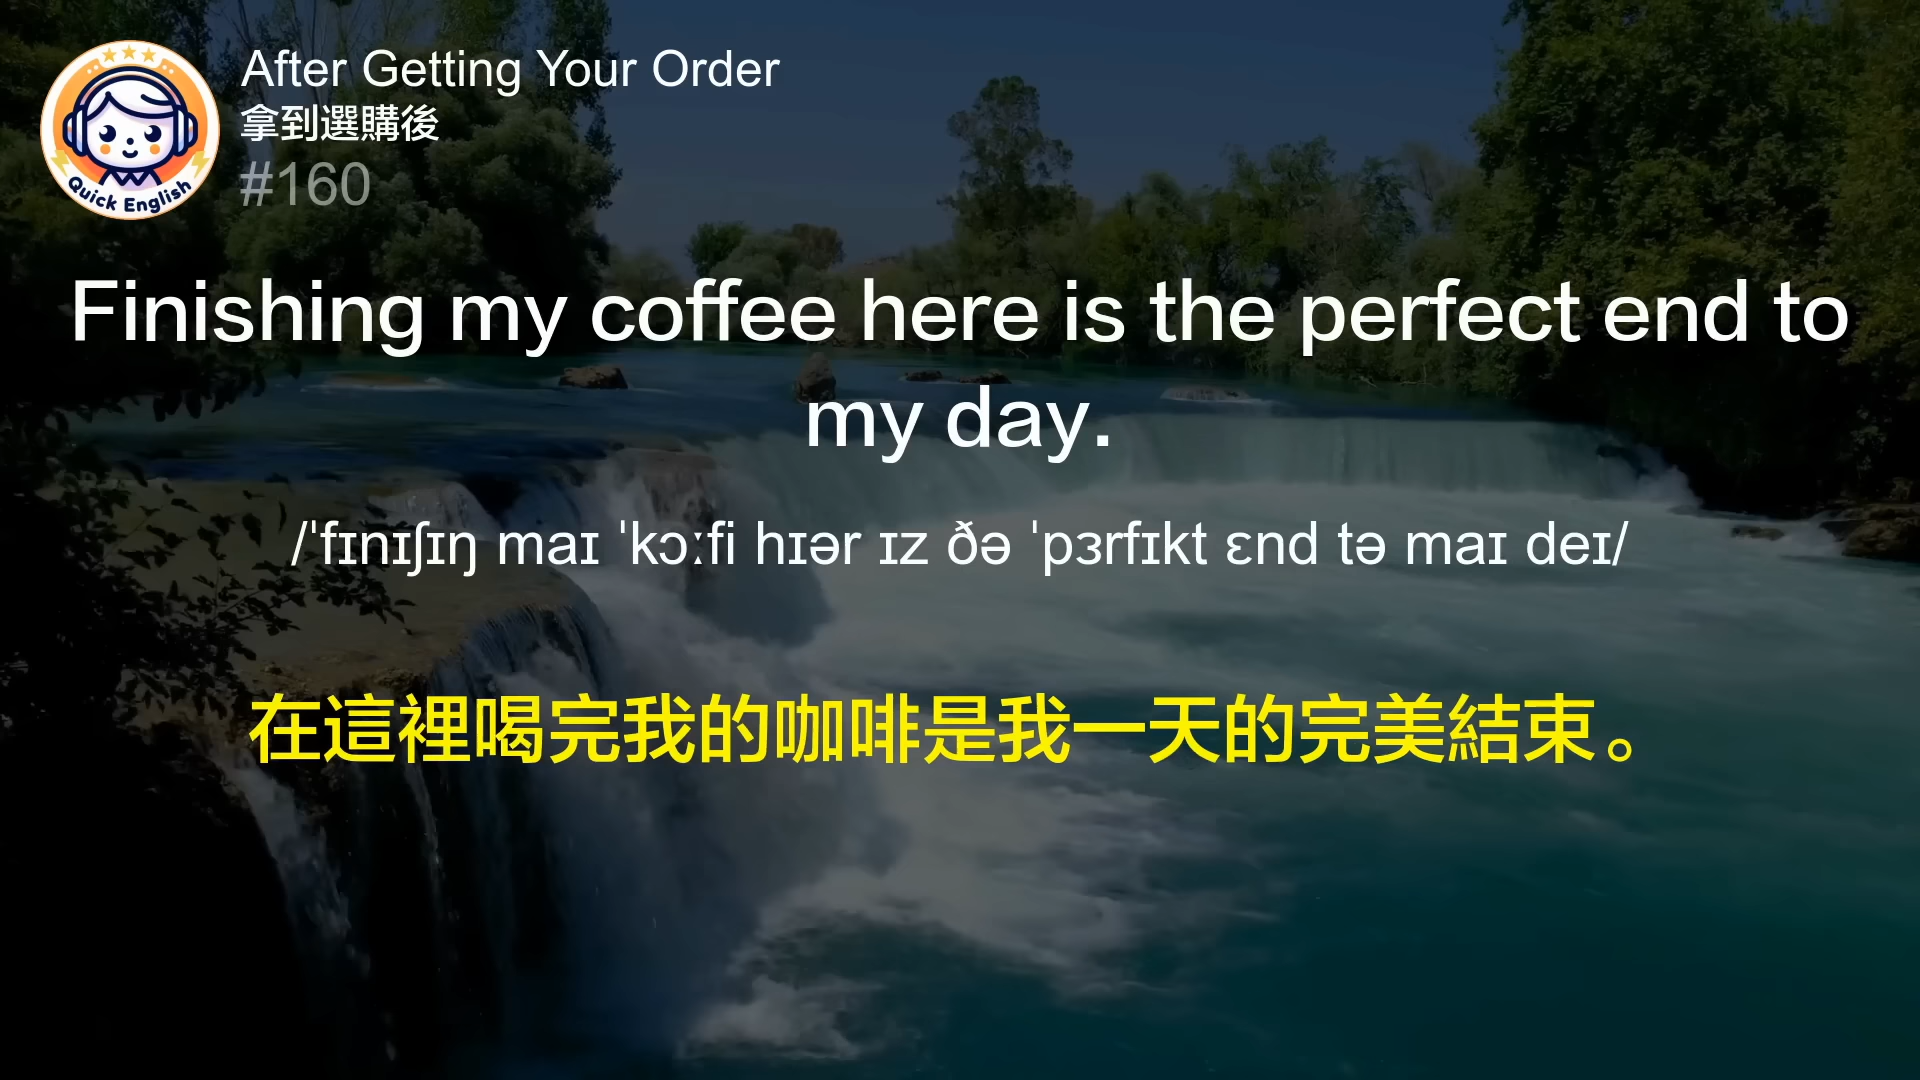 Quick English
After Getting Your Order
拿到選購後
#160
Finishing my coffee here is the perfect end to
my day.
/ˈfɪnɪʃɪŋ maɪ ˈkɔːfi hɪər ɪz ðə ˈpɜrfɪkt ɛnd tə maɪ deɪ/
在這裡喝完我的咖啡是我一天的完美結束。